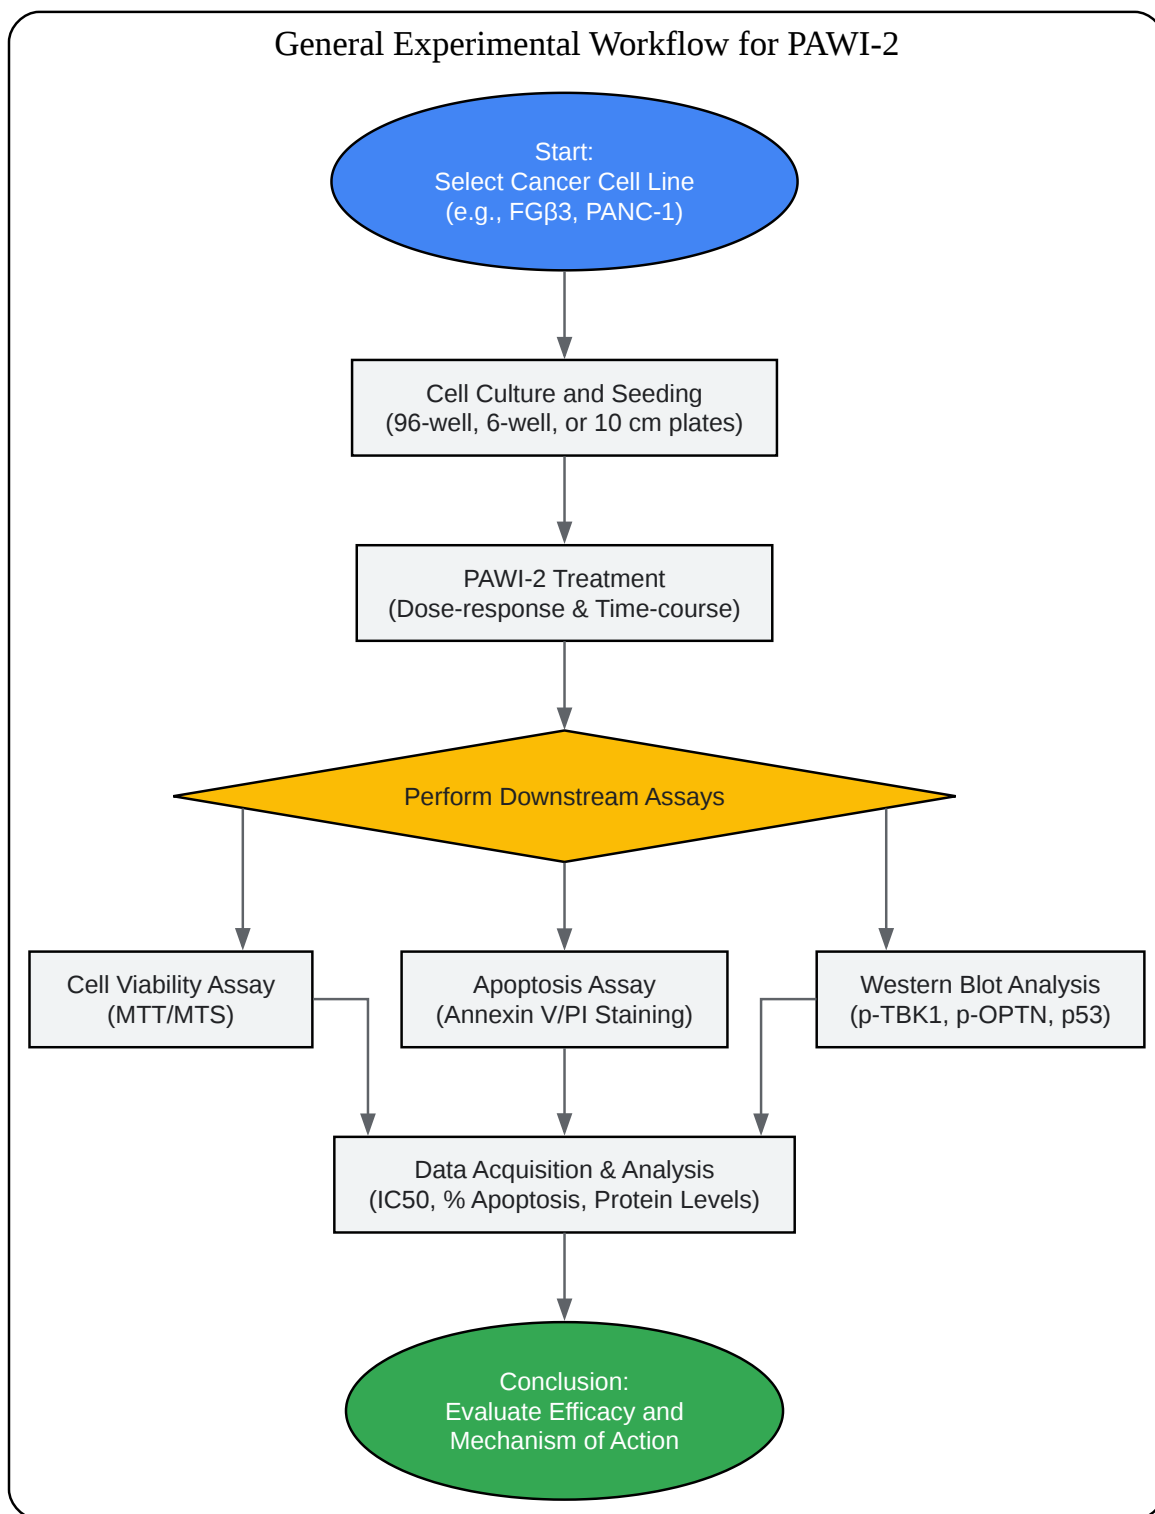 General Experimental Workflow for PAWI-2
Start:
Select Cancer Cell Line
(e.g., FGβ3, PANC-1)
Cell Culture and Seeding
(96-well, 6-well, or 10 cm plates)
PAWI-2 Treatment
(Dose-response & Time-course)
Perform Downstream Assays
Cell Viability Assay
(MTT/MTS)
Apoptosis Assay
(Annexin V/PI Staining)
Western Blot Analysis
(p-TBK1, p-OPTN, p53)
Data Acquisition & Analysis
(IC50, % Apoptosis, Protein Levels)
Conclusion:
Evaluate Efficacy and
Mechanism of Action